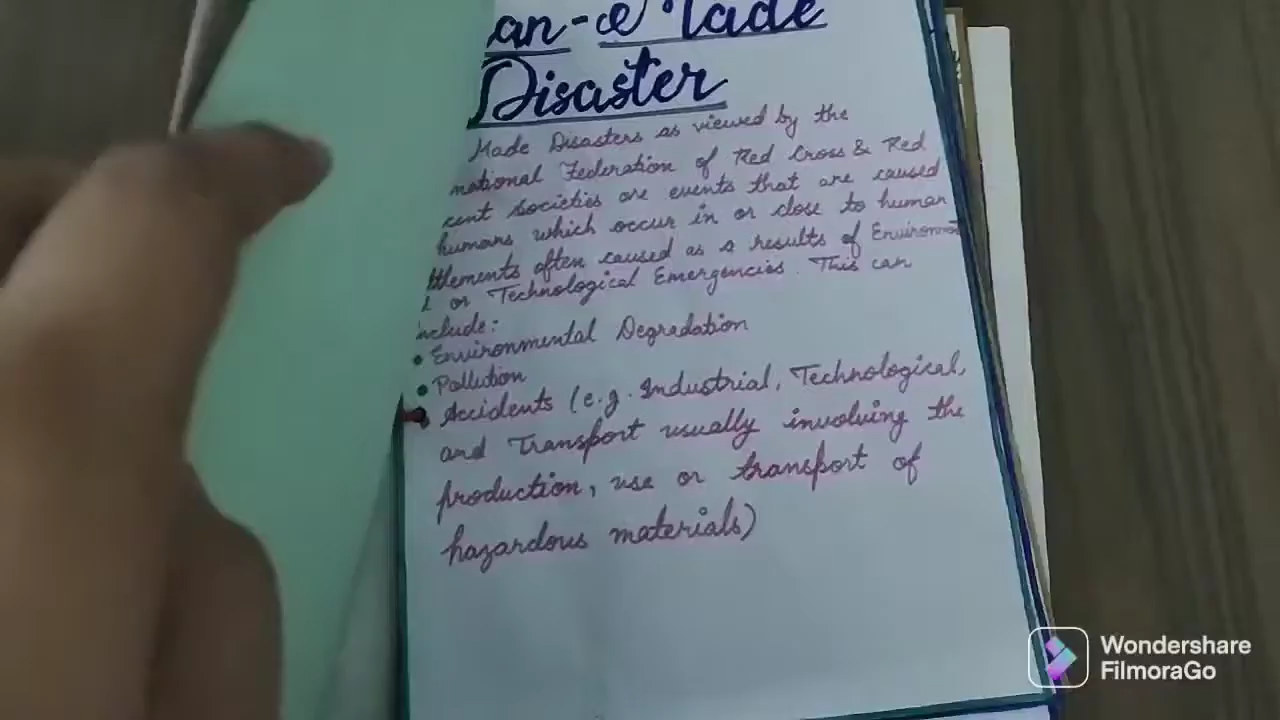 an-Made
Disaster
Made Disasters as viewed by the
national Federation of Red Cross & Red
cent Societies are events that are caused
humans which occur in or close to human
ttlements often caused as a results of Environment
l or Technological Emergencies. This can
include:
• Environmental Degradation
• Pollution
• Accidents (e.g. Industrial, Technological,
and Transport usually involving the
production, use or transport of
hazardous materials)
Wondershare
FilmoraGo